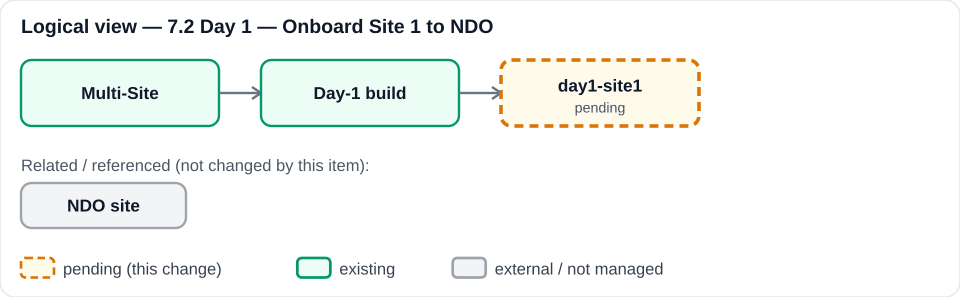 Logical view — 7.2 Day 1 — Onboard Site 1 to NDO
Multi-Site
Day-1 build
day1-site1
pending
Related / referenced (not changed by this item):
NDO site
pending (this change)
existing
external / not managed